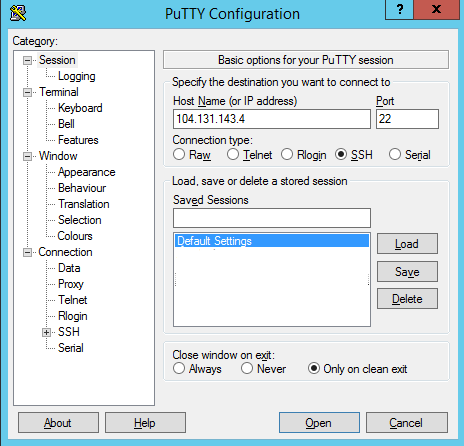 PuTTY Configuration
?
X
Category:
Session
Logging
Terminal
Keyboard
Bell
Features
Window
Appearance
Behaviour
Translation
Selection
Colours
Connection
Data
Proxy
Telnet
Rlogin
SSH
Serial
Basic options for your PuTTY session
Specify the destination you want to connect to
Host Name (or IP address) Port
104.131.143.4 22
Connection type:
Raw Telnet Rlogin SSH Serial
Load, save or delete a stored session
Saved Sessions
Default Settings
Load
Save
Delete
Close window on exit:
Always Never Only on clean exit
About Help Open Cancel